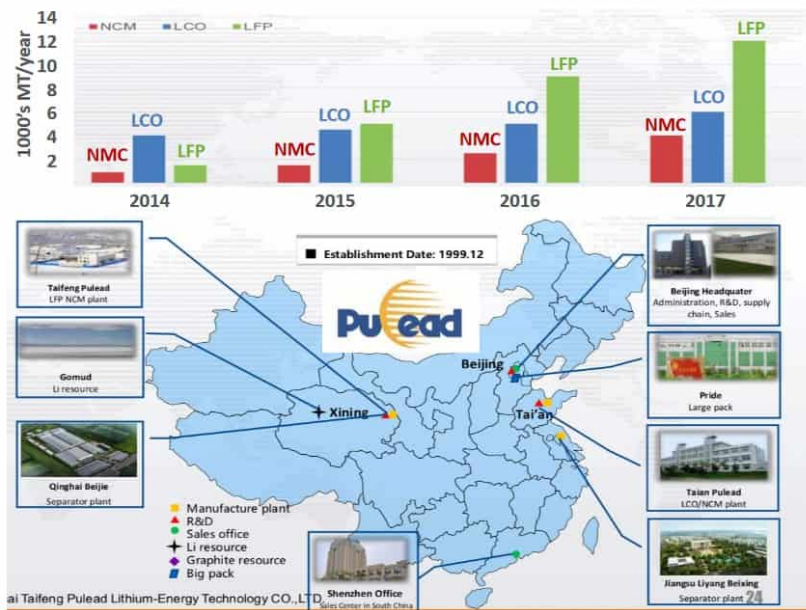 14
12
10
8
6
4
2
1000's MT/year
NCM LCO LFP
NMC LCO LFP
NMC LCO LFP
NMC LCO LFP
NMC LCO LFP
2014 2015 2016 2017
Establishment Date: 1999.12
Pulead
Taifeng Pulead
LFP NCM plant
Gomud
Li resource
Qinghai Beijie
Separator plant
Beijing
Xining
Tai'an
Beijing Headquater
Administration, R&D, supply
chain, Sales
Pride
Large pack
Taian Pulead
LCO/NCM plant
Jiangsu Liyang Beixing
Separator plant
Manufacture plant
R&D
Sales office
Li resource
Graphite resource
Big pack
Shenzhen Office
Sales Center in South China
ai Taifeng Pulead Lithium-Energy Technology CO.,LTD
24